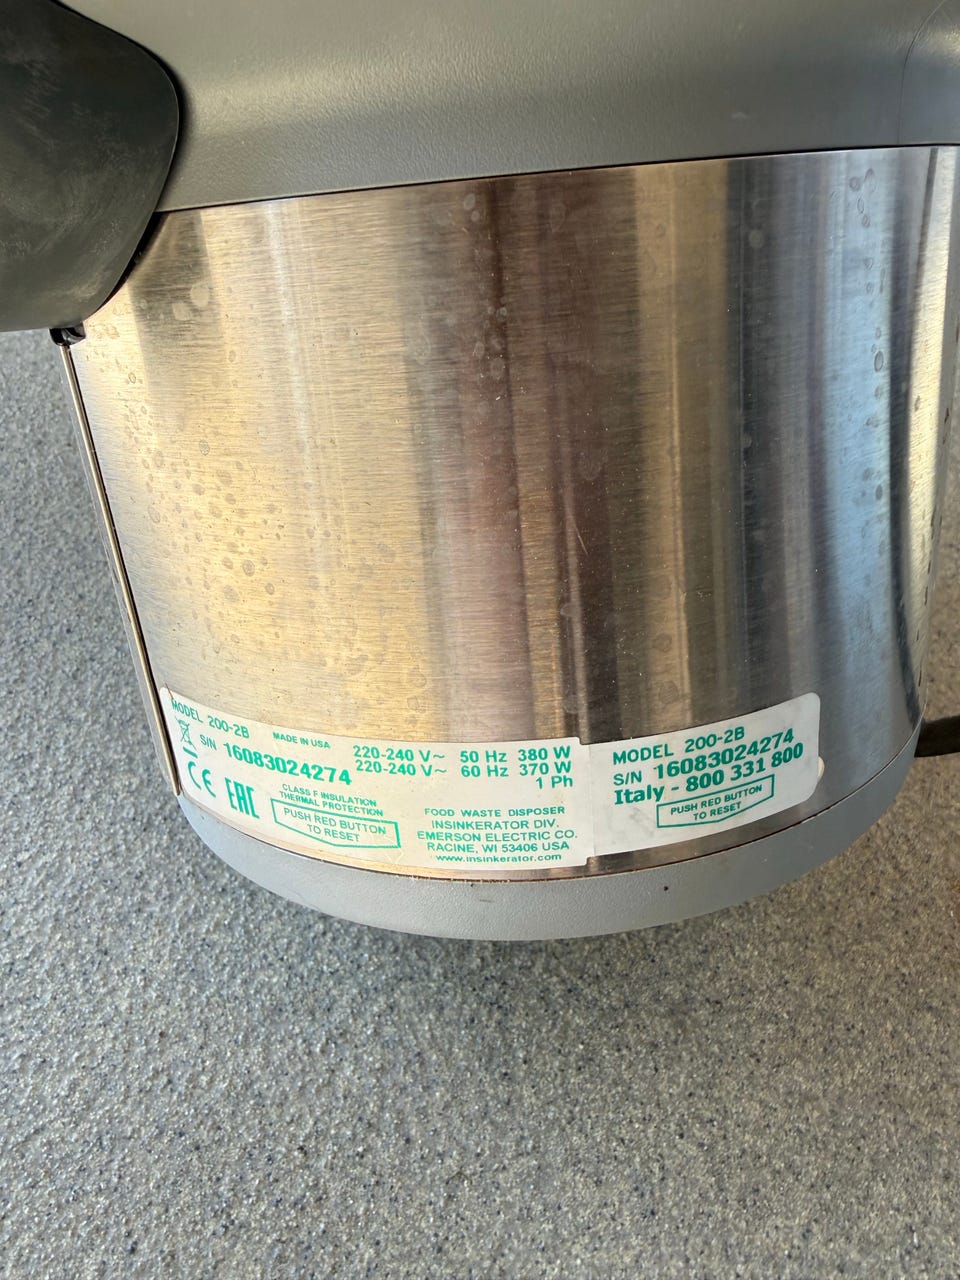 MODEL 200-2B
MADE IN USA
S/N 16083024274
220-240 V~ 50 Hz 380 W
220-240 V~ 60 Hz 370 W
1 Ph
CE EAC
CLASS F INSULATION
THERMAL PROTECTION
PUSH RED BUTTON
TO RESET
FOOD WASTE DISPOSER
INSINKERATOR DIV.
EMERSON ELECTRIC CO.
RACINE, WI 53406 USA
www.insinkerator.com
MODEL 200-2B
S/N 16083024274
Italy - 800 331 800
PUSH RED BUTTON
TO RESET